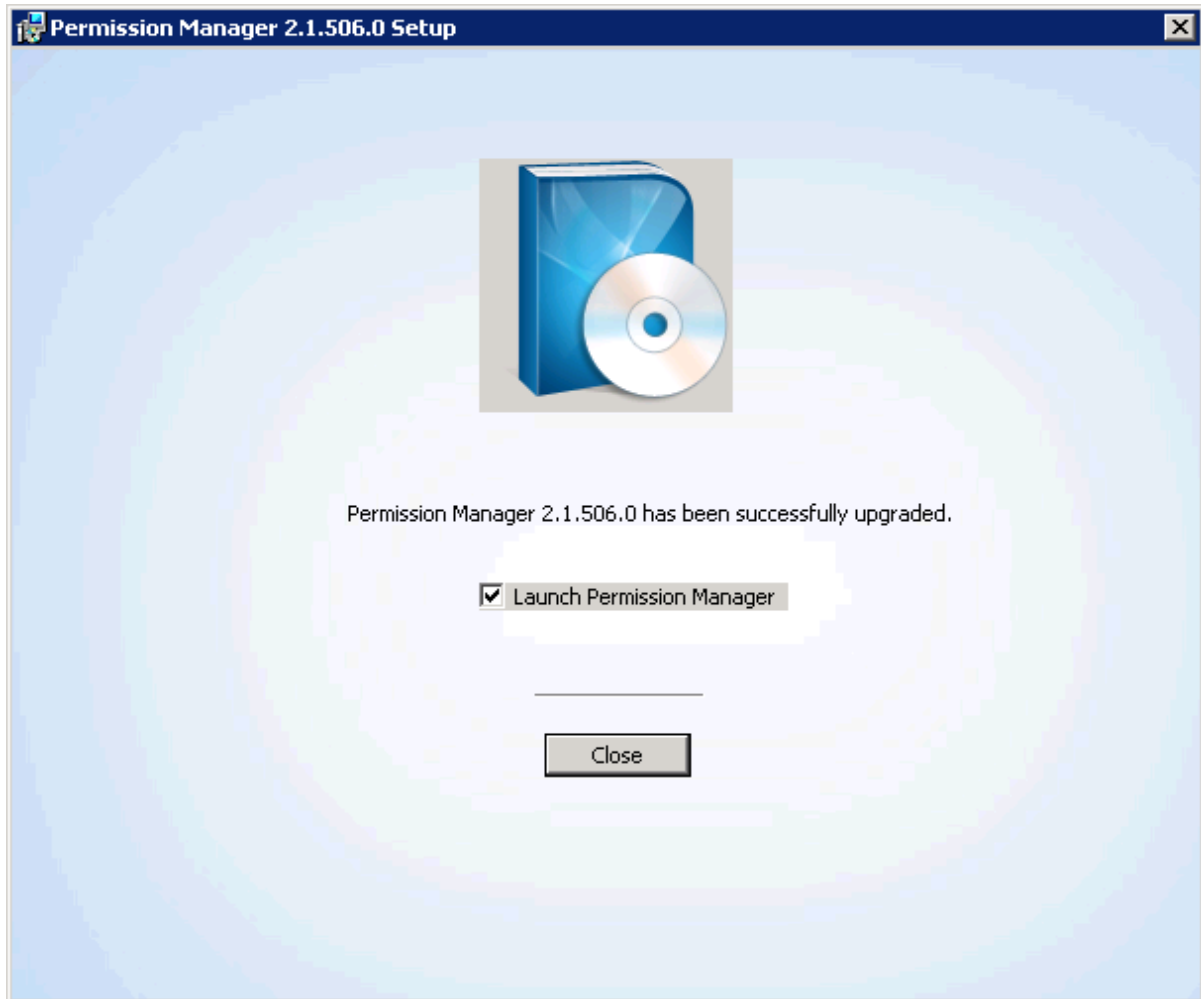 Permission Manager 2.1.506.0 Setup
Permission Manager 2.1.506.0 has been successfully upgraded.
Launch Permission Manager
Close